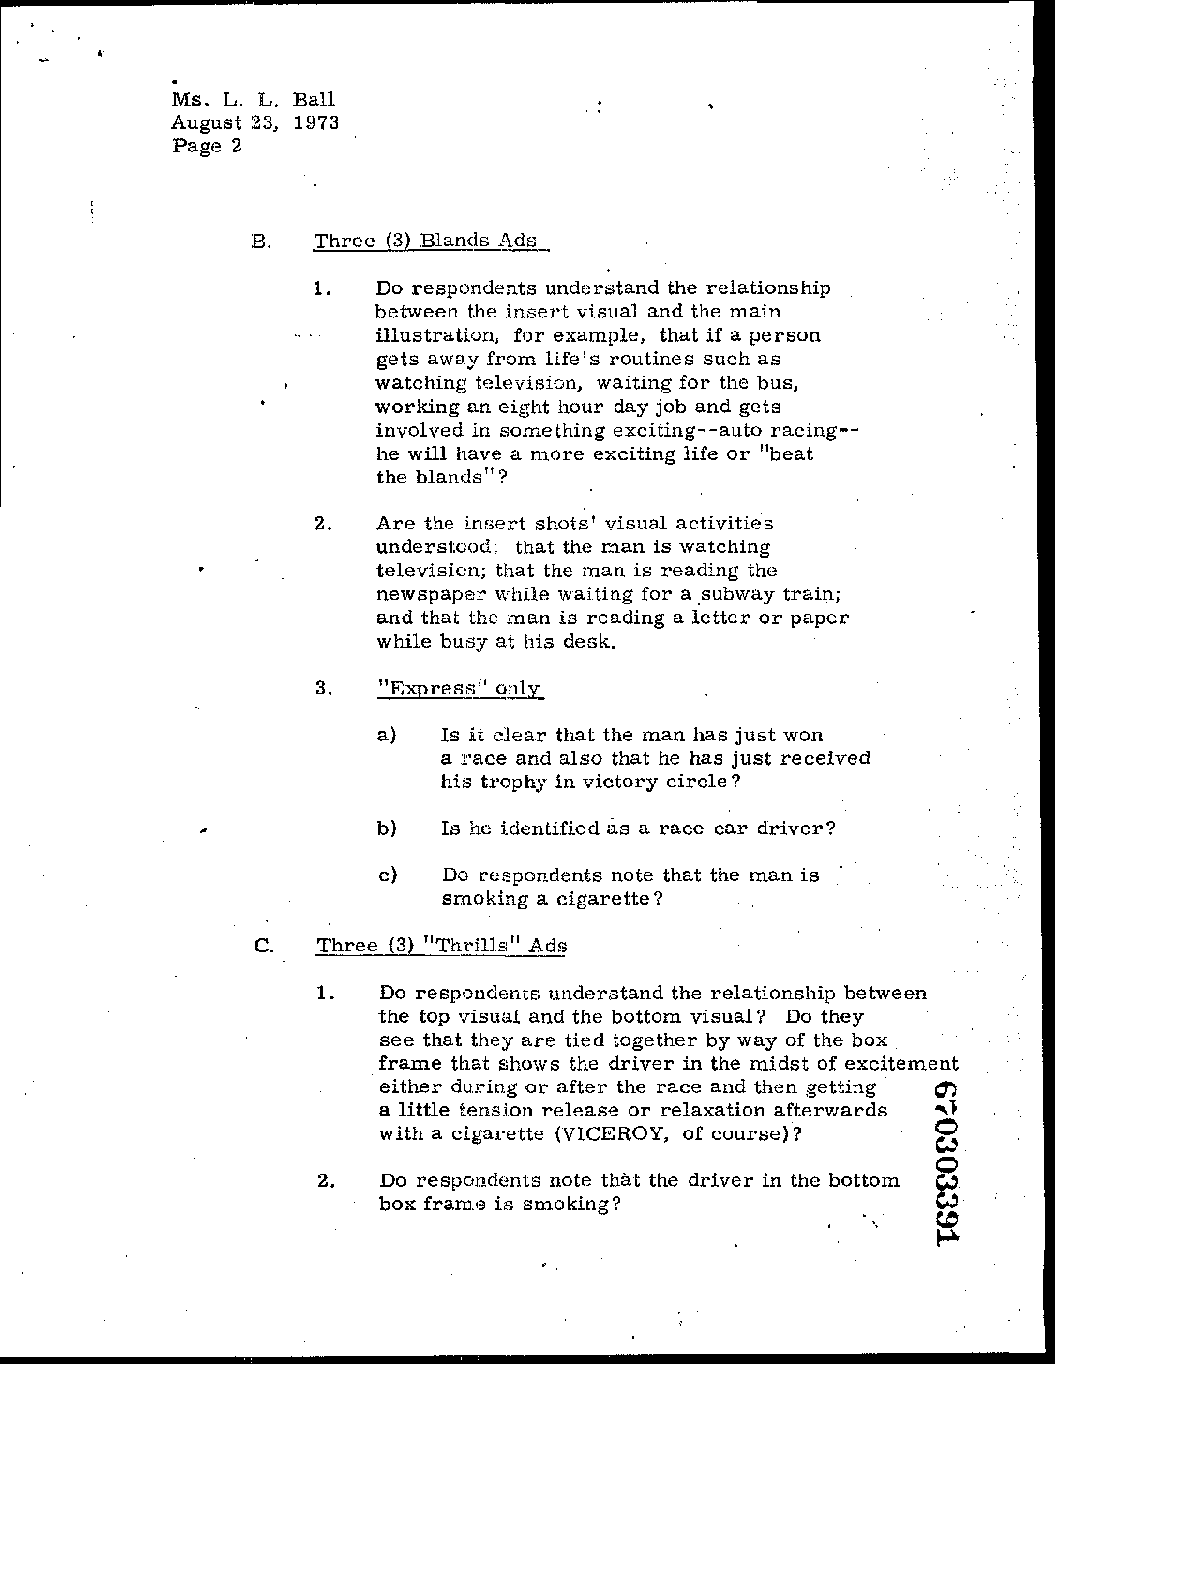 Ms. L. L. Ball
August 23, 1973
Page 2
B. Three (3) Blands Ads
1. Do respondents understand the relationship
between the insert visual and the main
illustration, for example, that if a person
gets away from life's routines such as
watching television, waiting for the bus,
working an eight hour day job and gets
involved in something exciting--auto racing--
he will have a more exciting life or "beat
the blands"?
2. Are the insert shots' visual activities
understood; that the man is watching
television; that the man is reading the
newspaper while waiting for a subway train;
and that the man is reading a letter or paper
while busy at his desk.
3. "Express" only
a) Is it clear that the man has just won
a race and also that he has just received
his trophy in victory circle?
b) Is he identified as a race car driver?
c) Do respondents note that the man is
smoking a cigarette?
C. Three (3) "Thrills" Ads
1. Do respondents understand the relationship between
the top visual and the bottom visual? Do they
see that they are tied together by way of the box
frame that shows the driver in the midst of excitement
either during or after the race and then getting
a little tension release or relaxation afterwards
with a cigarette (VICEROY, of course)?
2. Do respondents note that the driver in the bottom
box frame is smoking?
670303391